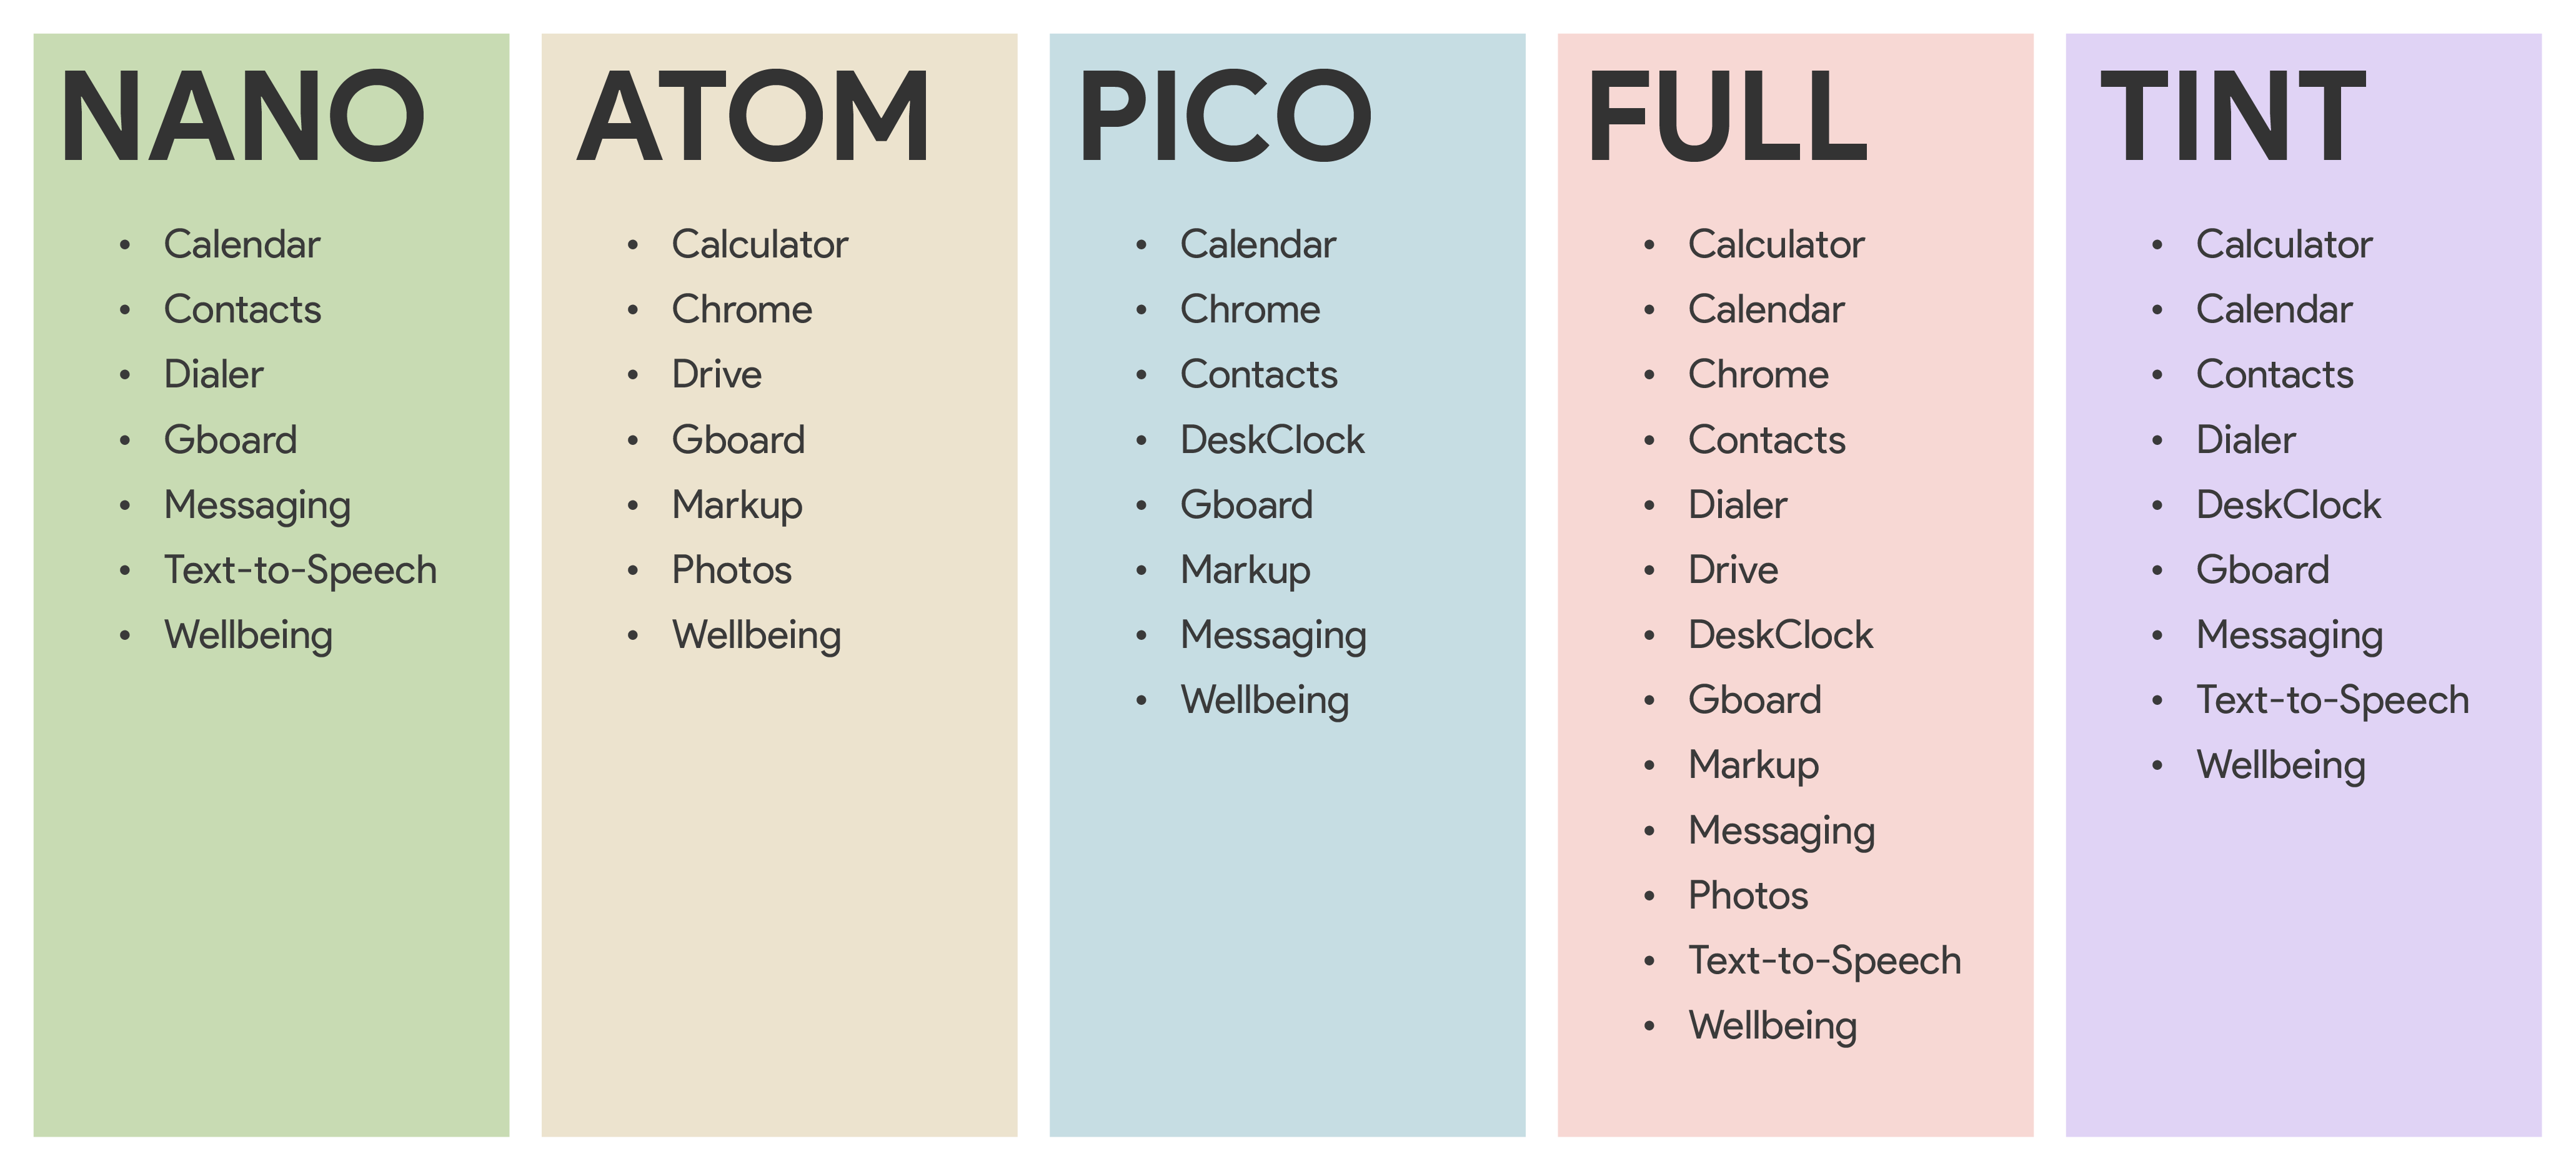 NANO
• Calendar
• Contacts
• Dialer
• Gboard
• Messaging
• Text-to-Speech
• Wellbeing
ATOM
• Calculator
• Chrome
• Drive
• Gboard
• Markup
• Photos
• Wellbeing
PICO
• Calendar
• Chrome
• Contacts
• DeskClock
• Gboard
• Markup
• Messaging
• Wellbeing
FULL
• Calculator
• Calendar
• Chrome
• Contacts
• Dialer
• Drive
• DeskClock
• Gboard
• Markup
• Messaging
• Photos
• Text-to-Speech
• Wellbeing
TINT
• Calculator
• Calendar
• Contacts
• Dialer
• DeskClock
• Gboard
• Messaging
• Text-to-Speech
• Wellbeing